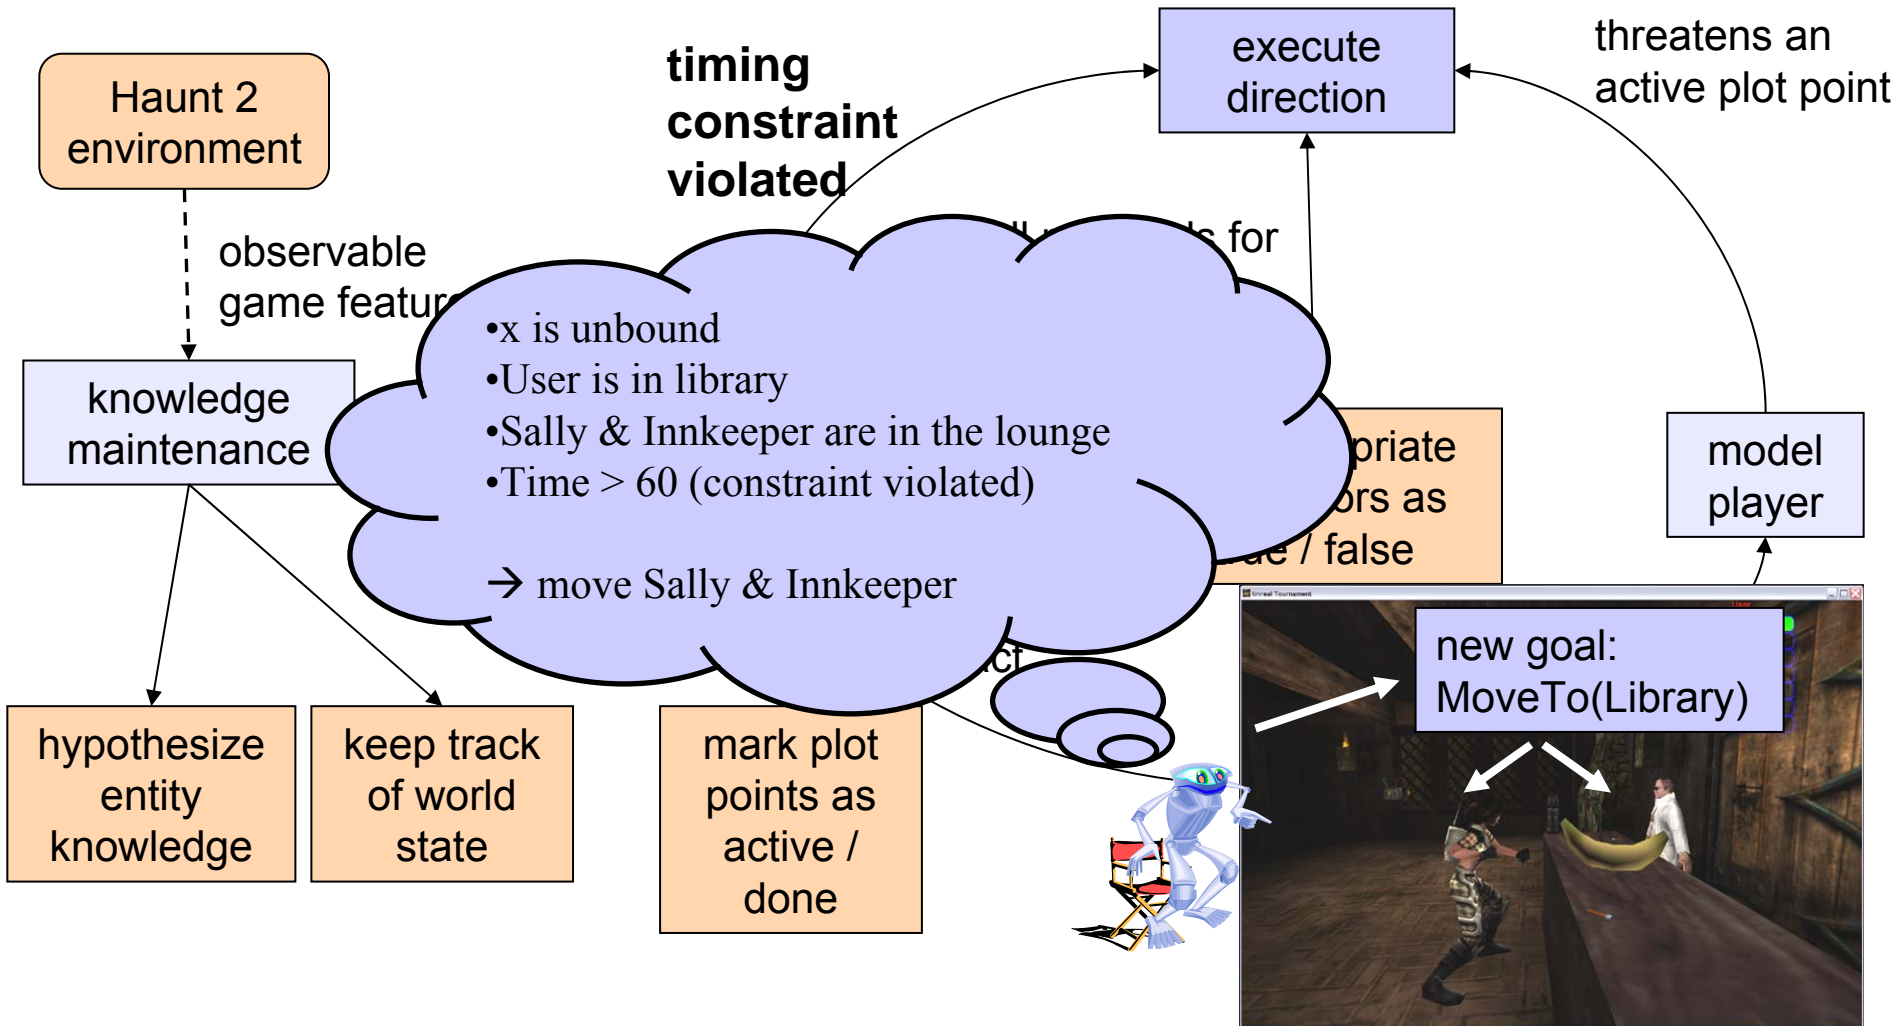 Haunt 2
environment
observable
game featur
knowledge
maintenance
hypothesize
entity
knowledge
keep track
of world
state
timing
constraint
violated
execute
direction
threatens an
active plot point
for
•x is unbound
•User is in library
•Sally & Innkeeper are in the lounge
•Time > 60 (constraint violated)
→ move Sally & Innkeeper
priate
ors as
/ false
model
player
mark plot
points as
active /
done
Unreal Tournament
new goal:
MoveTo(Library)